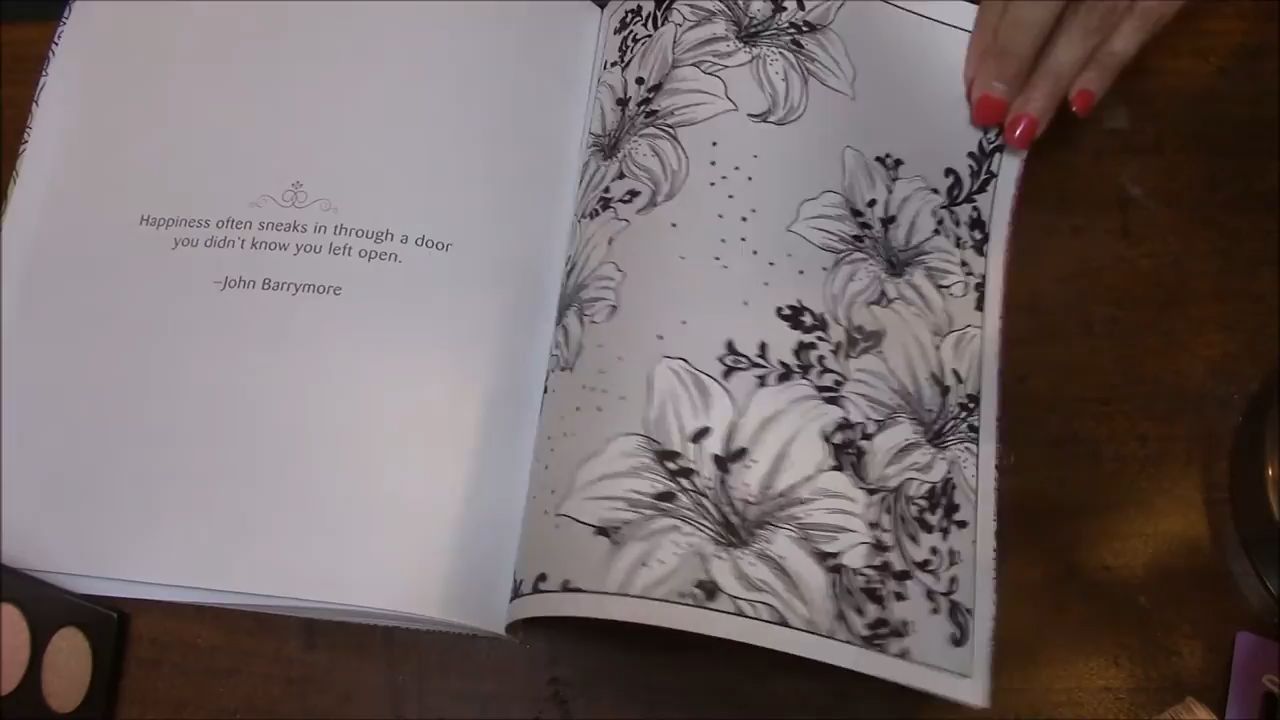 Happiness often sneaks in through a door
you didn't know you left open.
–John Barrymore